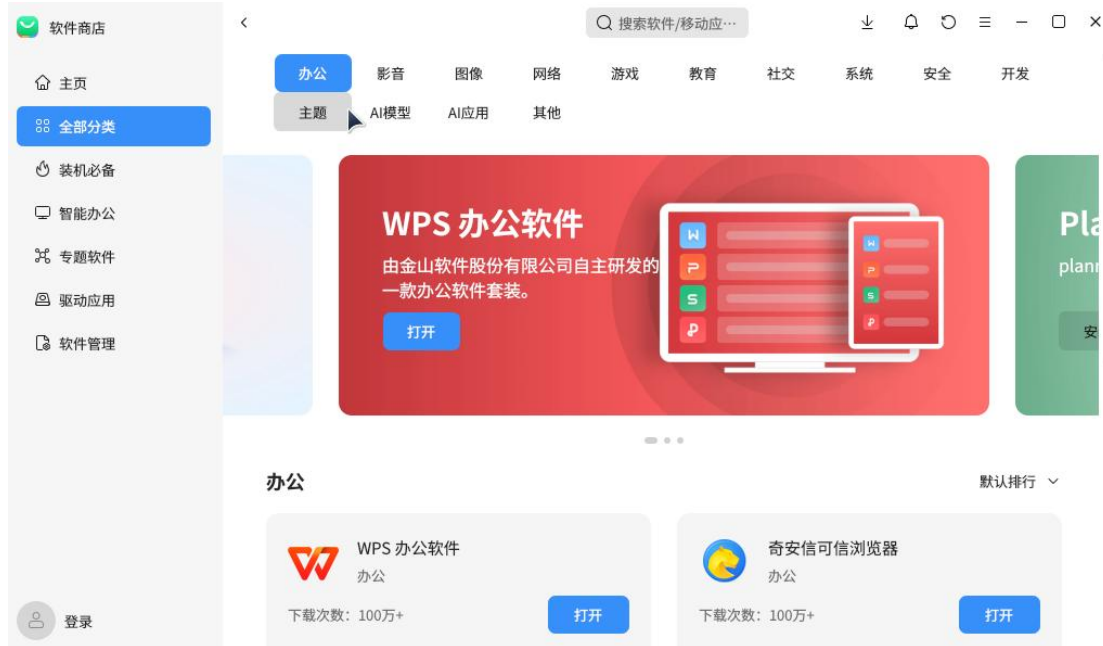 软件商店
搜索软件/移动应…
主页
全部分类
装机必备
智能办公
专题软件
驱动应用
软件管理
登录
办公 影音 图像 网络 游戏 教育 社交 系统 安全 开发
主题 AI模型 AI应用 其他
WPS 办公软件
由金山软件股份有限公司自主研发的
一款办公软件套装。
打开
W
P
S
W
P
S
Pla
plann
安
办公
默认排行
WPS 办公软件
办公
下载次数：100万+
打开
奇安信可信浏览器
办公
下载次数：100万+
打开